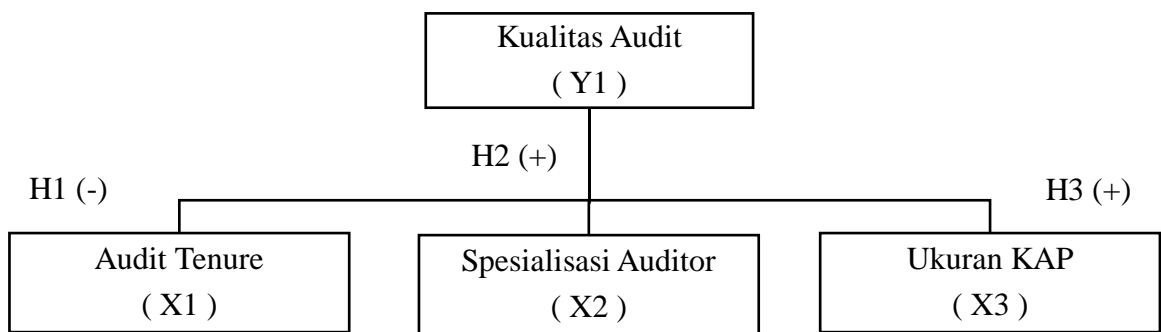 Kualitas Audit
( Y1 )
H2 (+)
H1 (-)
H3 (+)
Audit Tenure
( X1 )
Spesialisasi Auditor
( X2 )
Ukuran KAP
( X3 )